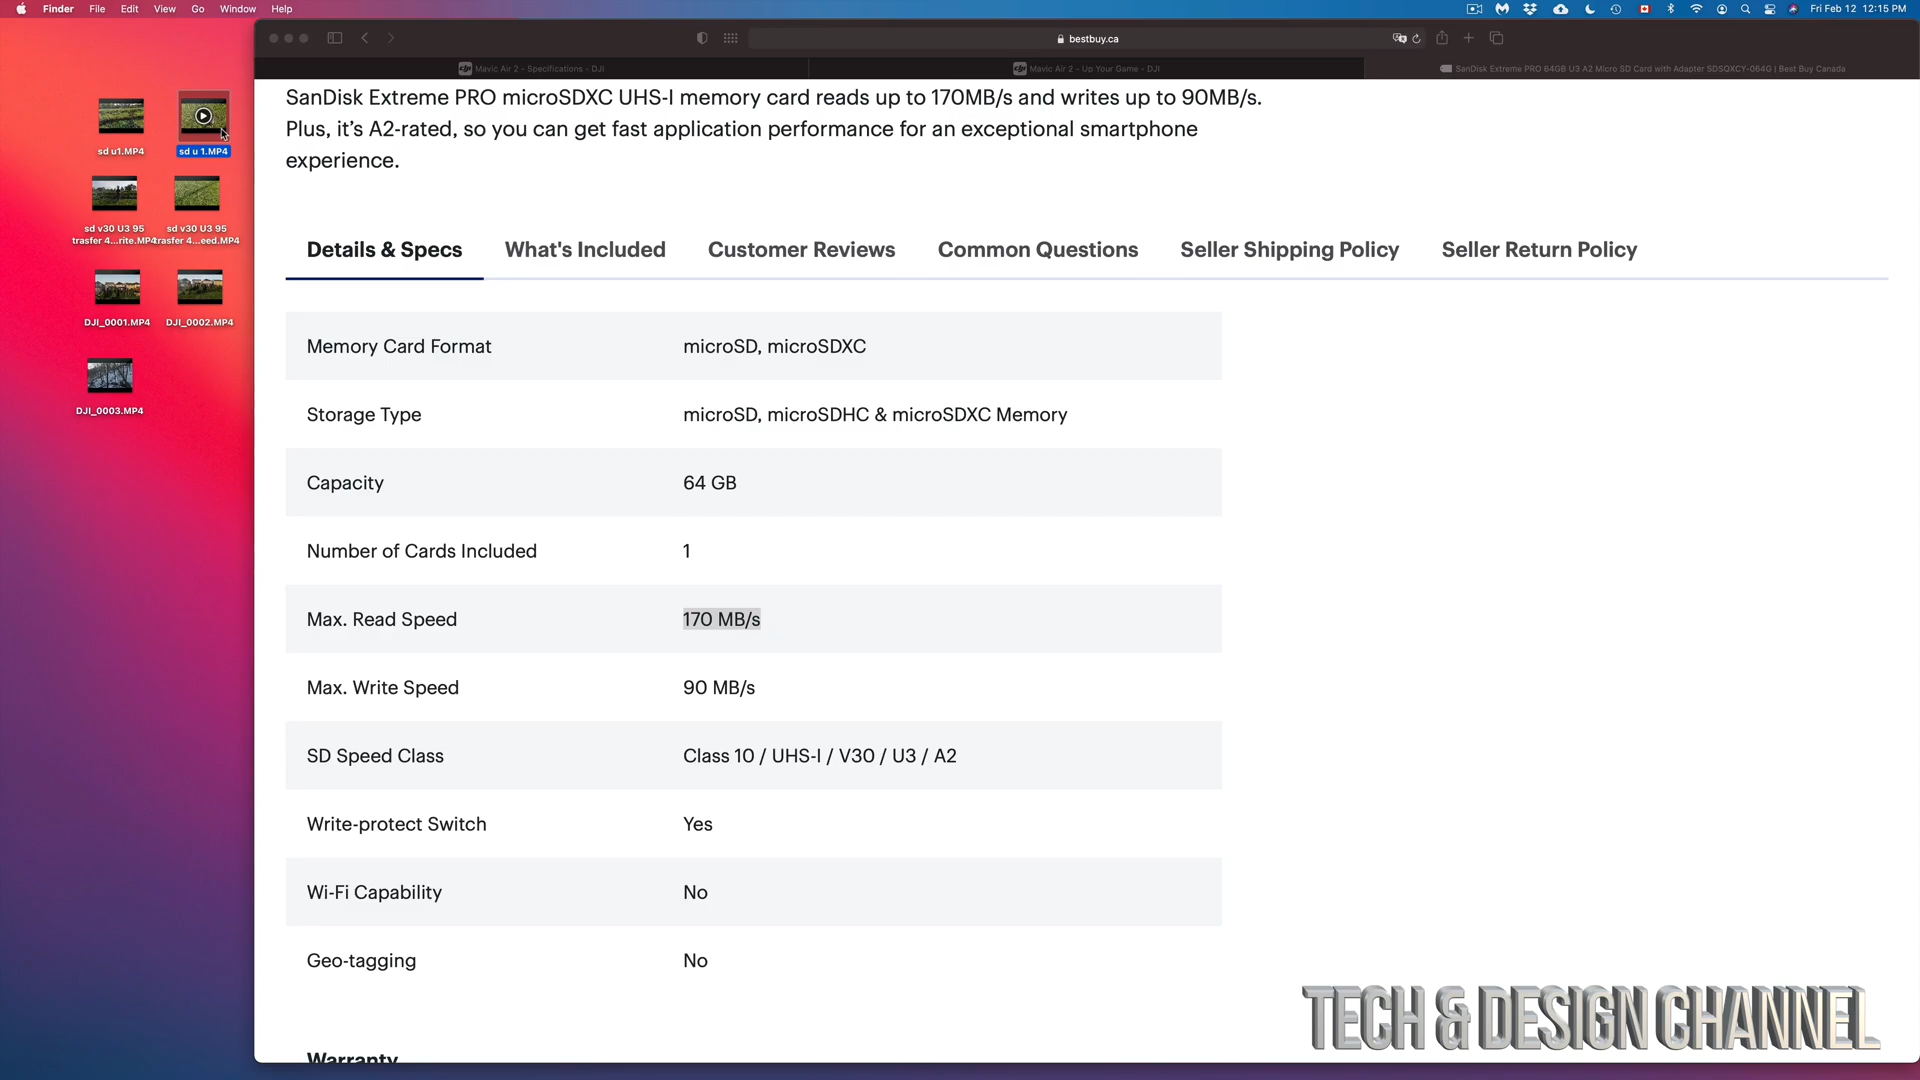 Finder File Edit View Go Window Help
Fri Feb 12 12:15 PM
bestbuy.ca
Mavic Air 2 - Specifications - DJI
Mavic Air 2 - Up Your Game - DJI
SanDisk Extreme PRO 64GB U3 A2 Micro SD Card with Adapter SDSQXCY-064G | Best Buy Canada
sd u1.MP4
sd u 1.MP4
sd v30 U3 95
trasfer 4...rite.MP4
sd v30 U3 95
trasfer 4...eed.MP4
DJI_0001.MP4
DJI_0002.MP4
DJI_0003.MP4
SanDisk Extreme PRO microSDXC UHS-I memory card reads up to 170MB/s and writes up to 90MB/s.
Plus, it's A2-rated, so you can get fast application performance for an exceptional smartphone
experience.
Details & Specs What's Included Customer Reviews Common Questions Seller Shipping Policy Seller Return Policy
Memory Card Format microSD, microSDXC
Storage Type microSD, microSDHC & microSDXC Memory
Capacity 64 GB
Number of Cards Included 1
Max. Read Speed 170 MB/s
Max. Write Speed 90 MB/s
SD Speed Class Class 10 / UHS-I / V30 / U3 / A2
Write-protect Switch Yes
Wi-Fi Capability No
Geo-tagging No
Warranty
TECH & DESIGN CHANNEL